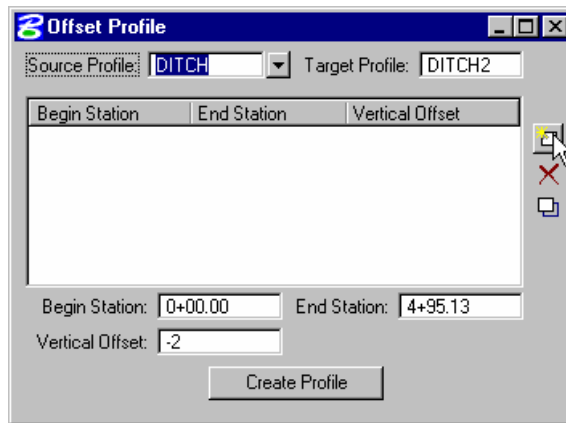 Offset Profile
Source Profile: DITCH Target Profile: DITCH2
Begin Station End Station Vertical Offset
Begin Station: 0+00.00 End Station: 4+95.13
Vertical Offset: -2
Create Profile